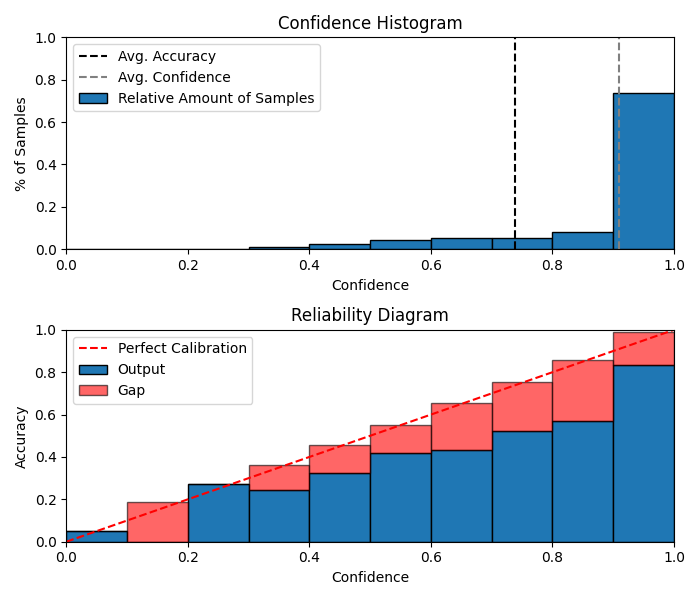 Confidence Histogram
1.0
0.8
0.6
0.4
0.2
0.0
% of Samples
Avg. Accuracy
Avg. Confidence
Relative Amount of Samples
0.0 0.2 0.4 0.6 0.8 1.0
Confidence
Reliability Diagram
1.0
0.8
0.6
0.4
0.2
0.0
Accuracy
Perfect Calibration
Output
Gap
0.0 0.2 0.4 0.6 0.8 1.0
Confidence